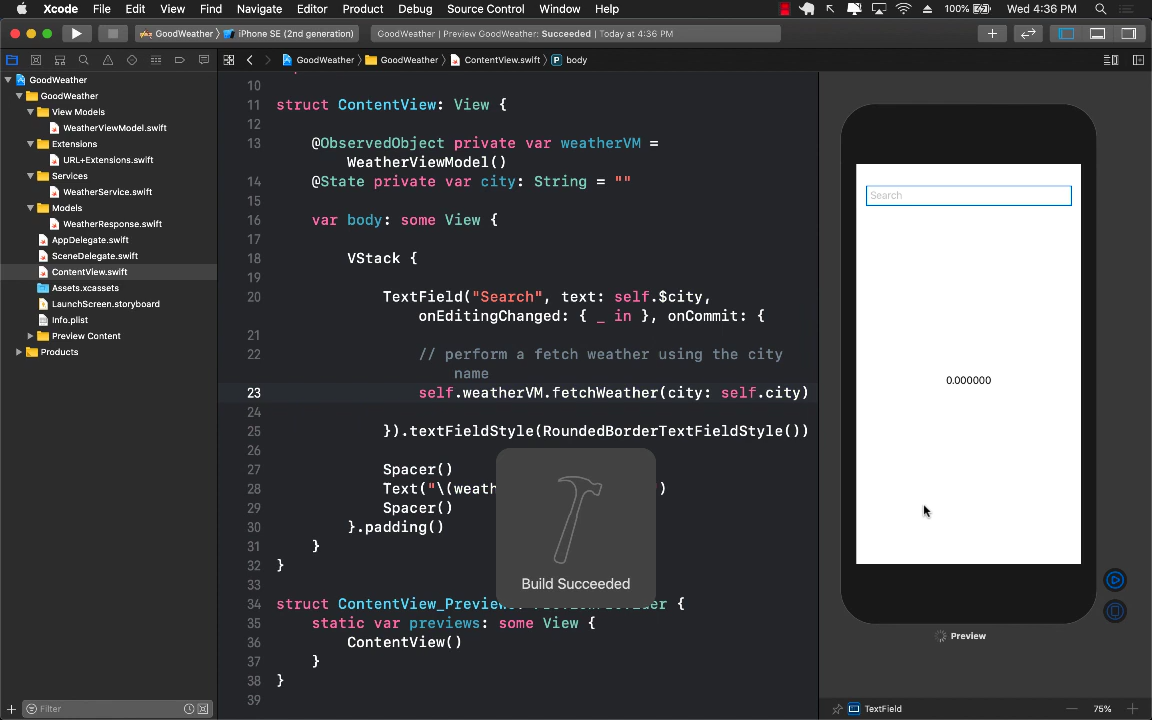 Xcode File Edit View Find Navigate Editor Product Debug Source Control Window Help 100% Wed 4:36 PM
GoodWeather iPhone SE (2nd generation) GoodWeather | Preview GoodWeather: Succeeded | Today at 4:36 PM
GoodWeather GoodWeather ContentView.swift P body
GoodWeather
GoodWeather
View Models
WeatherViewModel.swift
Extensions
URL+Extensions.swift
Services
WeatherService.swift
Models
WeatherResponse.swift
AppDelegate.swift
SceneDelegate.swift
ContentView.swift
Assets.xcassets
LaunchScreen.storyboard
Info.plist
Preview Content
Products
Filter
10
11 struct ContentView: View {
12
13 @ObservedObject private var weatherVM =
WeatherViewModel()
14 @State private var city: String = ""
15
16 var body: some View {
17
18 VStack {
19
20 TextField("Search", text: self.$city,
onEditingChanged: { _ in }, onCommit: {
21
22 // perform a fetch weather using the city
name
23 self.weatherVM.fetchWeather(city: self.city)
24
25 }).textFieldStyle(RoundedBorderTextFieldStyle())
26
27 Spacer()
28 Text("\(weath )
29 Spacer()
30 }.padding()
31 }
32 }
33
34 struct ContentView_Preview {
35 static var previews: some View {
36 ContentView()
37 }
38 }
39
Build Succeeded
Search
0.000000
Preview
TextField 75%